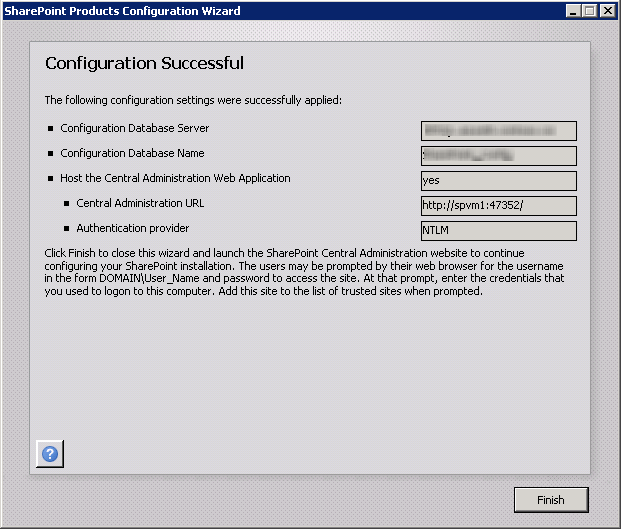 SharePoint Products Configuration Wizard
Configuration Successful
The following configuration settings were successfully applied:
Configuration Database Server
Configuration Database Name
Host the Central Administration Web Application yes
Central Administration URL http://spvm1:47352/
Authentication provider NTLM
Click Finish to close this wizard and launch the SharePoint Central Administration website to continue
configuring your SharePoint installation. The users may be prompted by their web browser for the username
in the form DOMAIN\User_Name and password to access the site. At that prompt, enter the credentials that
you used to logon to this computer. Add this site to the list of trusted sites when prompted.
?
Finish